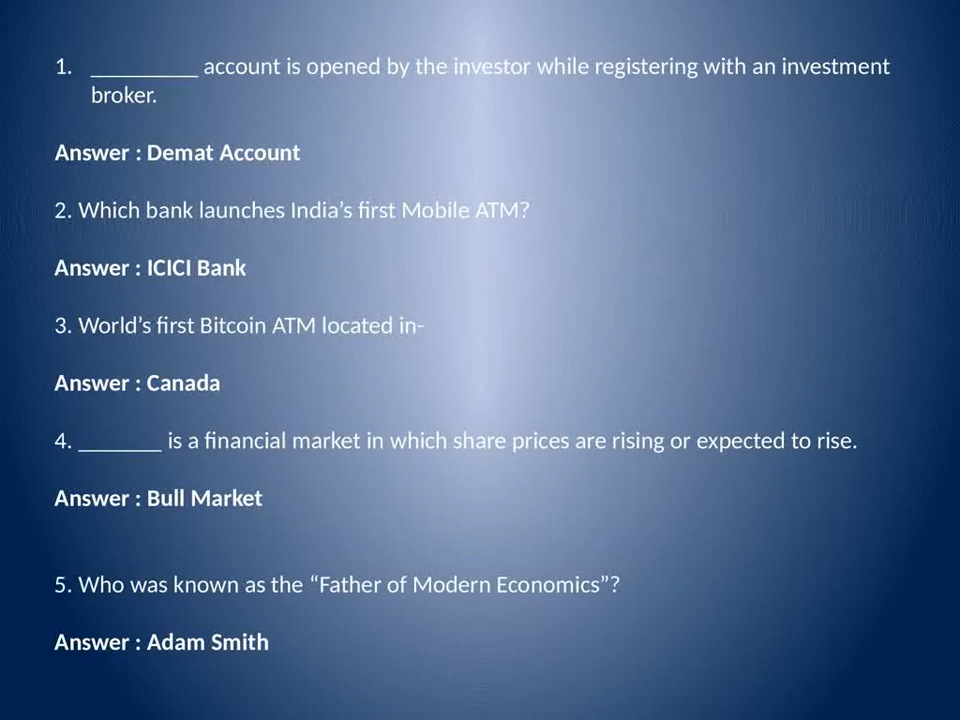 1. _________ account is opened by the investor while registering with an investment
broker.
Answer : Demat Account
2. Which bank launches India’s first Mobile ATM?
Answer : ICICI Bank
3. World’s first Bitcoin ATM located in-
Answer : Canada
4. _______ is a financial market in which share prices are rising or expected to rise.
Answer : Bull Market
5. Who was known as the “Father of Modern Economics”?
Answer : Adam Smith